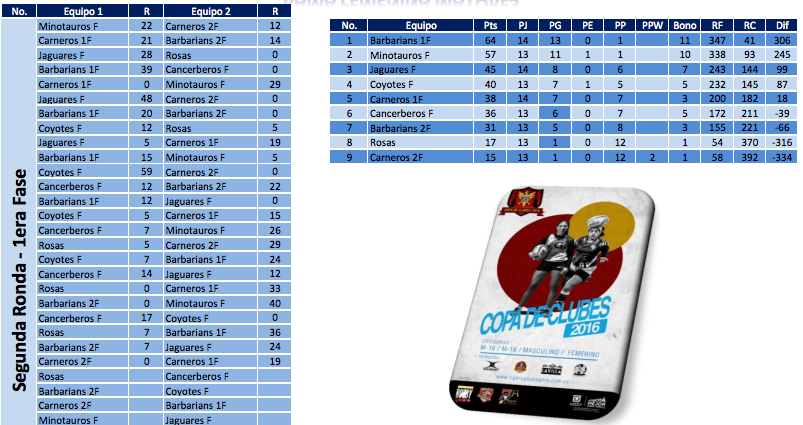 No. Equipo 1 R Equipo 2 R
Segunda Ronda - 1era Fase
Minotauros F 22 Carneros 2F 12
Carneros 1F 21 Barbarians 2F 14
Jaguares F 28 Rosas 0
Barbarians 1F 39 Cancerberos F 0
Carneros 1F 0 Minotauros F 29
Jaguares F 48 Carneros 2F 0
Barbarians 1F 20 Barbarians 2F 0
Coyotes F 12 Rosas 5
Jaguares F 5 Carneros 1F 19
Barbarians 1F 15 Minotauros F 5
Coyotes F 59 Carneros 2F 0
Cancerberos F 12 Barbarians 2F 22
Barbarians 1F 12 Jaguares F 0
Coyotes F 5 Carneros 1F 15
Cancerberos F 7 Minotauros F 26
Rosas 5 Carneros 2F 29
Coyotes F 7 Barbarians 1F 24
Cancerberos F 14 Jaguares F 12
Rosas 0 Carneros 1F 33
Barbarians 2F 0 Minotauros F 40
Cancerberos F 17 Coyotes F 0
Rosas 7 Barbarians 1F 36
Barbarians 2F 7 Jaguares F 24
Carneros 2F 0 Carneros 1F 19
Rosas Cancerberos F
Barbarians 2F Coyotes F
Carneros 2F Barbarians 1F
Minotauros F Jaguares F
No. Equipo Pts PJ PG PE PP PPW Bono RF RC Dif
1 Barbarians 1F 64 14 13 0 1 11 347 41 306
2 Minotauros F 57 13 11 1 1 10 338 93 245
3 Jaguares F 45 14 8 0 6 7 243 144 99
4 Coyotes F 40 13 7 1 5 5 232 145 87
5 Carneros 1F 38 14 7 0 7 3 200 182 18
6 Cancerberos F 36 13 6 0 7 5 172 211 -39
7 Barbarians 2F 31 13 5 0 8 3 155 221 -66
8 Rosas 17 13 1 0 12 1 54 370 -316
9 Carneros 2F 15 13 1 0 12 2 1 58 392 -334
COPA DE CLUBES
2016
CATEGORIAS
M-16 / M-18 / MASCULINO / FEMENINO